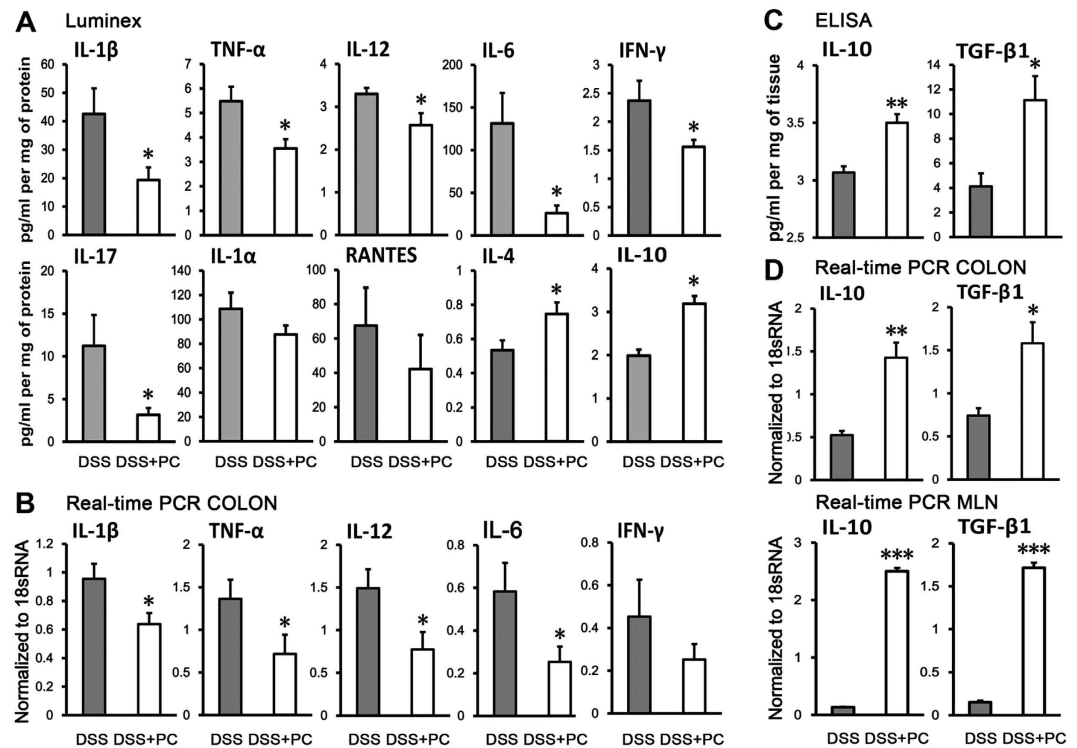 A Luminex
IL-1β TNF-α IL-12 IL-6 IFN-γ
pg/ml per mg of protein
60 50 40 30 20 10 0
*
7 6 5 4 3 2 1 0
*
4 3 2 1 0
*
200 150 100 50 0
*
3 2.5 2 1.5 1 0.5 0
*
IL-17 IL-1α RANTES IL-4 IL-10
pg/ml per mg of protein
20 15 10 5 0
*
140 120 100 80 60 40 20 0
100 80 60 40 20 0
0.8 0.6 0.4 0.2 0
*
4 3 2 1 0
*
DSS DSS+PC DSS DSS+PC DSS DSS+PC DSS DSS+PC DSS DSS+PC
B Real-time PCR COLON
IL-1β TNF-α IL-12 IL-6 IFN-γ
Normalized to 18sRNA
1 0.8 0.6 0.4 0.2 0
*
2 1.5 1 0.5 0
*
2 1.5 1 0.5 0
*
0.8 0.6 0.4 0.2 0
*
0.8 0.6 0.4 0.2 0
DSS DSS+PC DSS DSS+PC DSS DSS+PC DSS DSS+PC DSS DSS+PC
C ELISA
IL-10 TGF-β1
pg/ml per mg of tissue
4 3.5 3 2.5
**
14 12 10 8 6 4 2 0
*
D Real-time PCR COLON
IL-10 TGF-β1
Normalized to 18sRNA
2 1.5 1 0.5 0
**
2 1.5 1 0.5 0
*
Real-time PCR MLN
IL-10 TGF-β1
Normalized to 18sRNA
3 2 1 0
***
2 1.5 1 0.5 0
***
DSS DSS+PC DSS DSS+PC